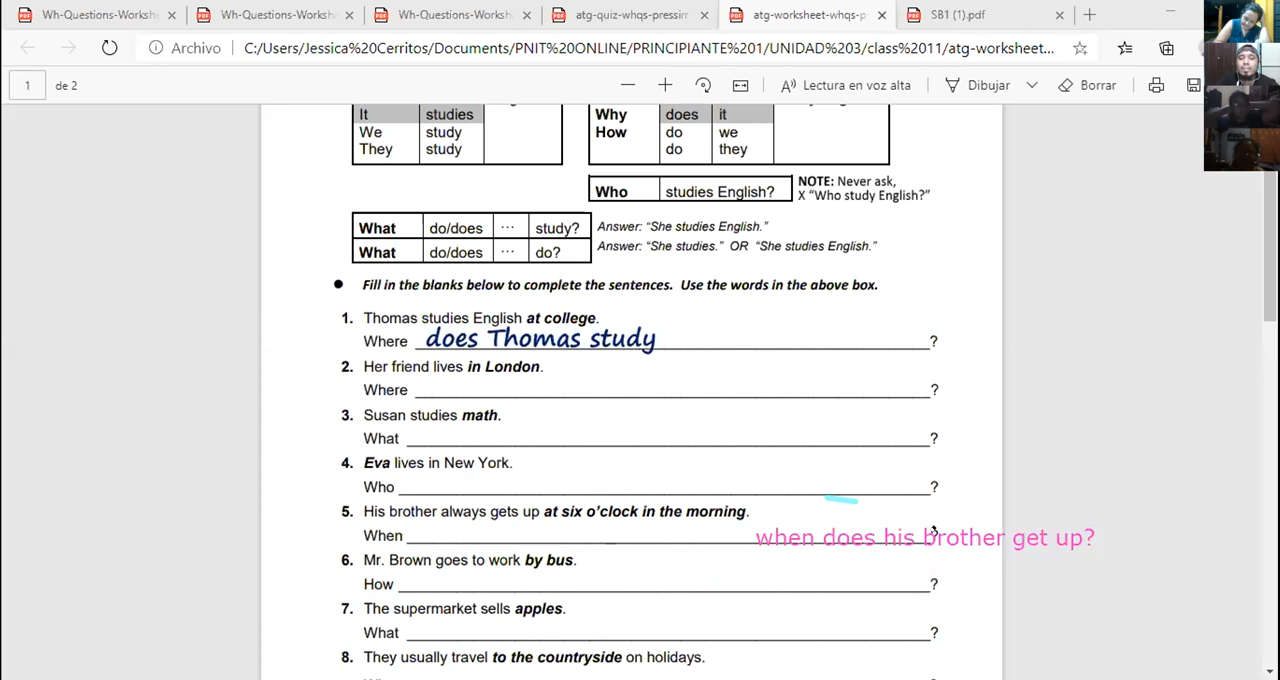 Wh-Questions-Workshe
Wh-Questions-Workshe
Wh-Questions-Worksh
atg-quiz-whqs-pressim
atg-worksheet-whqs-p
SB1 (1).pdf
Archivo
C:/Users/Jessica%20Cerritos/Documents/PNIT%20ONLINE/PRINCIPIANTE%201/UNIDAD%203/class%2011/atg-worksheet...
1 de 2
Lectura en voz alta
Dibujar
Borrar
It studies
We study
They study
Why does it
How do we
do they
Who studies English?
NOTE: Never ask,
X “Who study English?”
What do/does ... study? Answer: “She studies English.”
What do/does ... do? Answer: “She studies.” OR “She studies English.”
● Fill in the blanks below to complete the sentences. Use the words in the above box.
1. Thomas studies English at college.
Where does Thomas study ?
2. Her friend lives in London.
Where ?
3. Susan studies math.
What ?
4. Eva lives in New York.
Who ?
5. His brother always gets up at six o’clock in the morning.
When ?
when does his brother get up?
6. Mr. Brown goes to work by bus.
How ?
7. The supermarket sells apples.
What ?
8. They usually travel to the countryside on holidays.